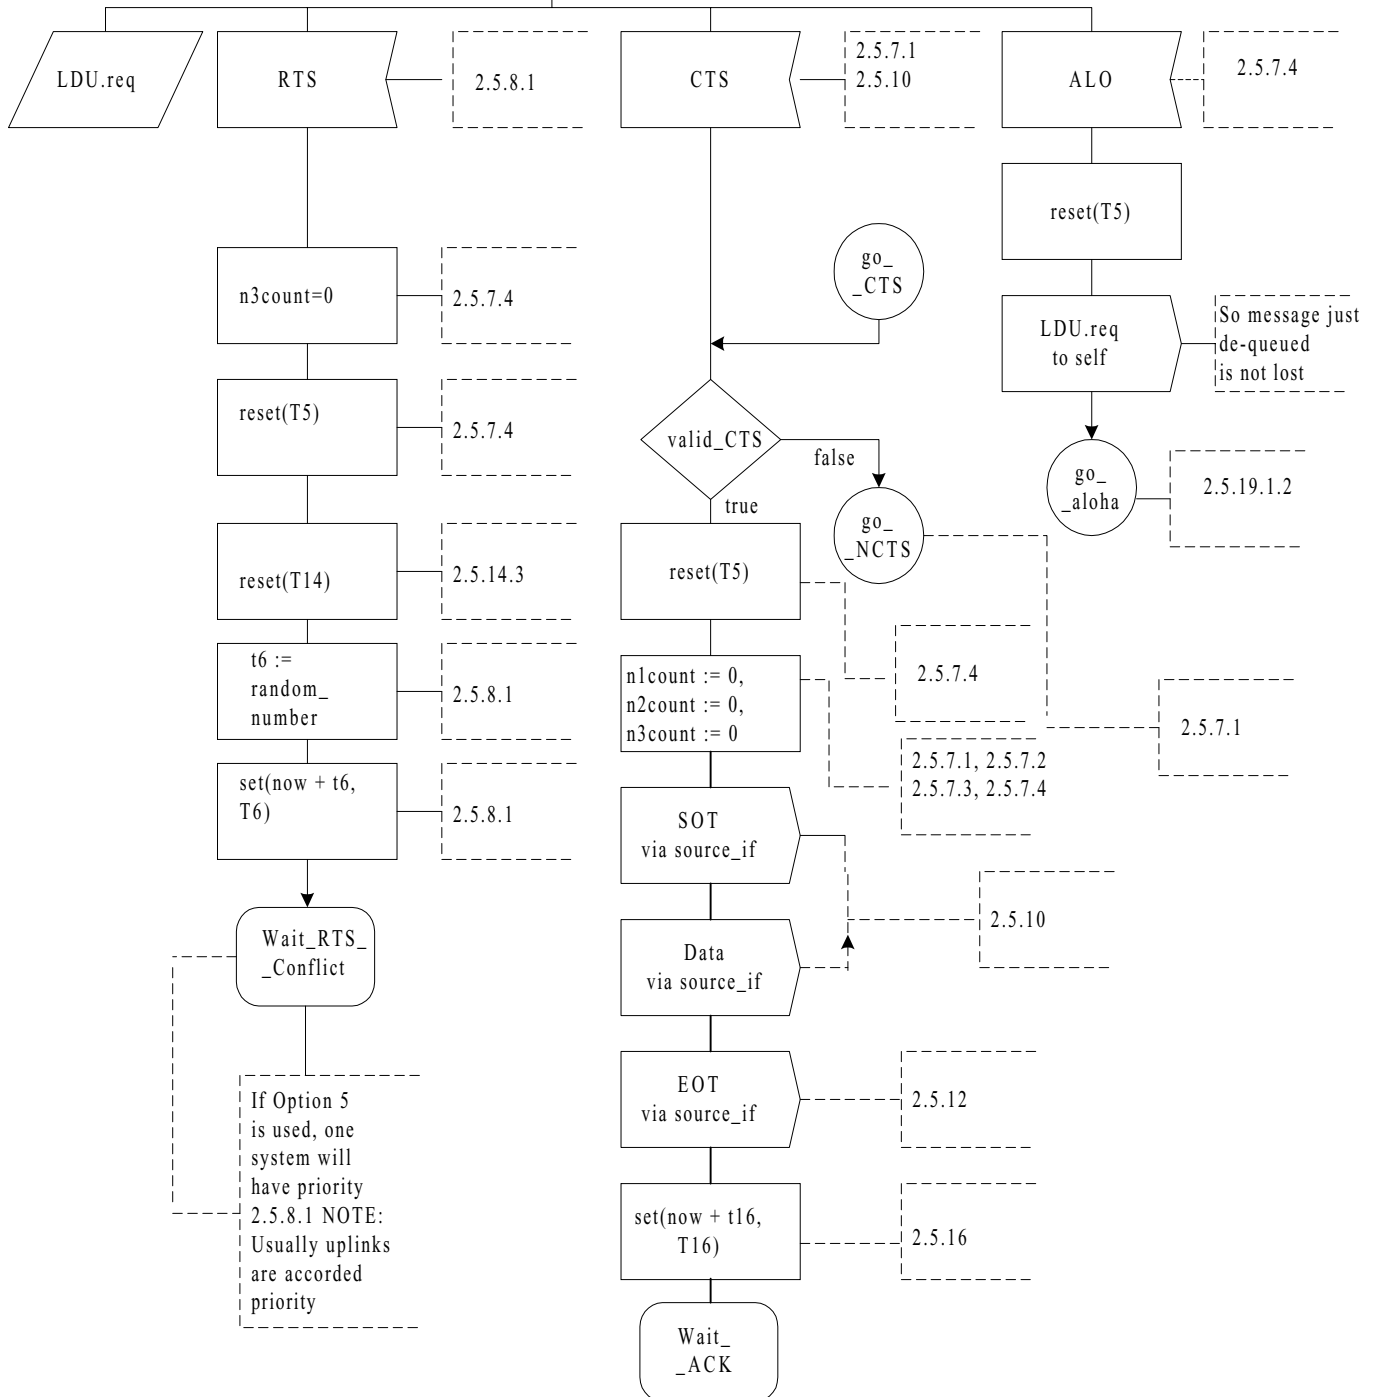 LDU.req
RTS
2.5.8.1
CTS
2.5.7.1
2.5.10
ALO
2.5.7.4
reset(T5)
n3count=0
2.5.7.4
go_
_CTS
LDU.req
to self
So message just
de-queued
is not lost
reset(T5)
2.5.7.4
valid_CTS
false
true
go_
_aloha
2.5.19.1.2
go_
_NCTS
reset(T14)
2.5.14.3
reset(T5)
t6 :=
random_
number
2.5.8.1
n1count := 0,
n2count := 0,
n3count := 0
2.5.7.4
2.5.7.1
2.5.7.1, 2.5.7.2
2.5.7.3, 2.5.7.4
set(now + t6,
T6)
2.5.8.1
SOT
via source_if
2.5.10
Wait_RTS_
_Conflict
Data
via source_if
EOT
via source_if
2.5.12
If Option 5
is used, one
system will
have priority
2.5.8.1 NOTE:
Usually uplinks
are accorded
priority
set(now + t16,
T16)
2.5.16
Wait_
_ACK